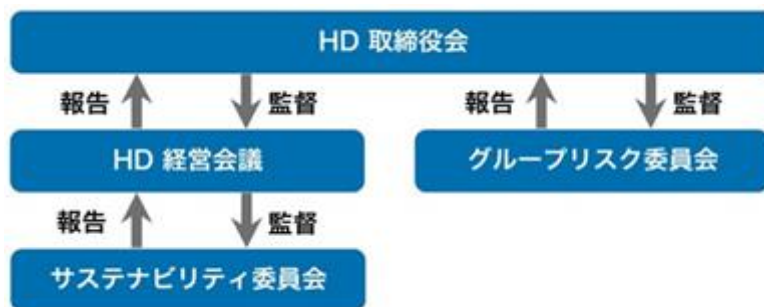 HD 取締役会
報告 監督 報告 監督
HD 経営会議 グループリスク委員会
報告 監督
サステナビリティ委員会